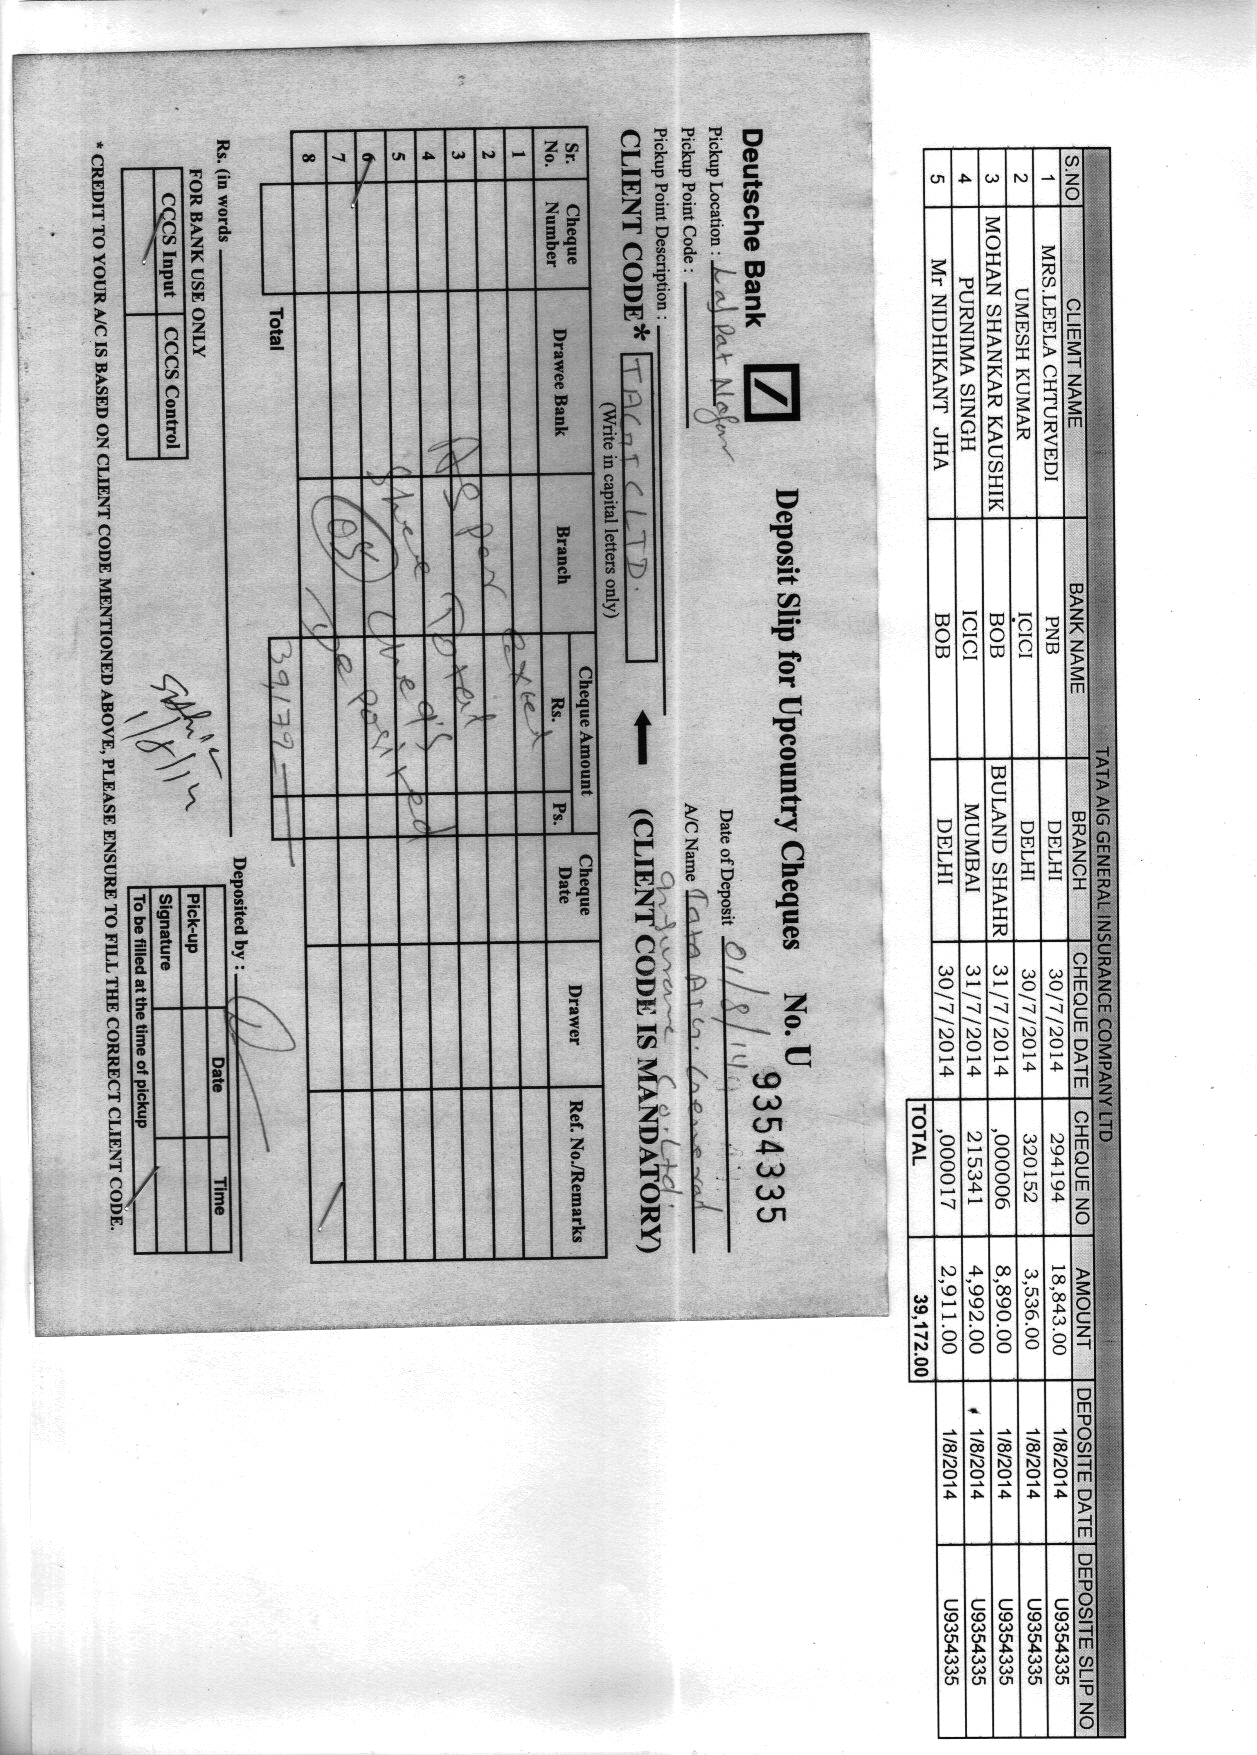 TATA AIG GENERAL INSURANCE COMPANY LTD
S.NO CLIEMT NAME BANK NAME BRANCH CHEQUE DATE CHEQUE NO AMOUNT DEPOSITE DATE DEPOSITE SLIP NO
1 MRS.LEELA CHTURVEDI PNB DELHI 30/7/2014 294194 18,843.00 1/8/2014 U9354335
2 UMESH KUMAR ICICI DELHI 30/7/2014 320152 3,536.00 1/8/2014 U9354335
3 MOHAN SHANKAR KAUSHIK BOB BULAND SHAHR 31/7/2014 ,000006 8,890.00 1/8/2014 U9354335
4 PURNIMA SINGH ICICI MUMBAI 31/7/2014 215341 4,992.00 1/8/2014 U9354335
5 Mr NIDHIKANT JHA BOB DELHI 30/7/2014 ,000017 2,911.00 1/8/2014 U9354335
TOTAL 39,172.00
Deutsche Bank Deposit Slip for Upcountry Cheques No. U 9354335
Pickup Location : Lajpat Nagar Date of Deposit 01/8/14
Pickup Point Code : A/C Name Tata AIG. General
Pickup Point Description : Insurance Co. Ltd.
CLIENT CODE* TAGICLTD. (CLIENT CODE IS MANDATORY)
(Write in capital letters only)
Sr. No. Cheque Number Drawee Bank Branch Cheque Amount Rs. Ps. Cheque Date Drawer Ref. No./Remarks
1
2
3
4
5
6
7
8
AS per
sheet Total
05
39,172
Total
Rs. (in words Deposited by :
FOR BANK USE ONLY
CCCS Input CCCS Control
1/8/14
Date Time
Pick-up
Signature
To be filled at the time of pickup
* CREDIT TO YOUR A/C IS BASED ON CLIENT CODE MENTIONED ABOVE, PLEASE ENSURE TO FILL THE CORRECT CLIENT CODE.